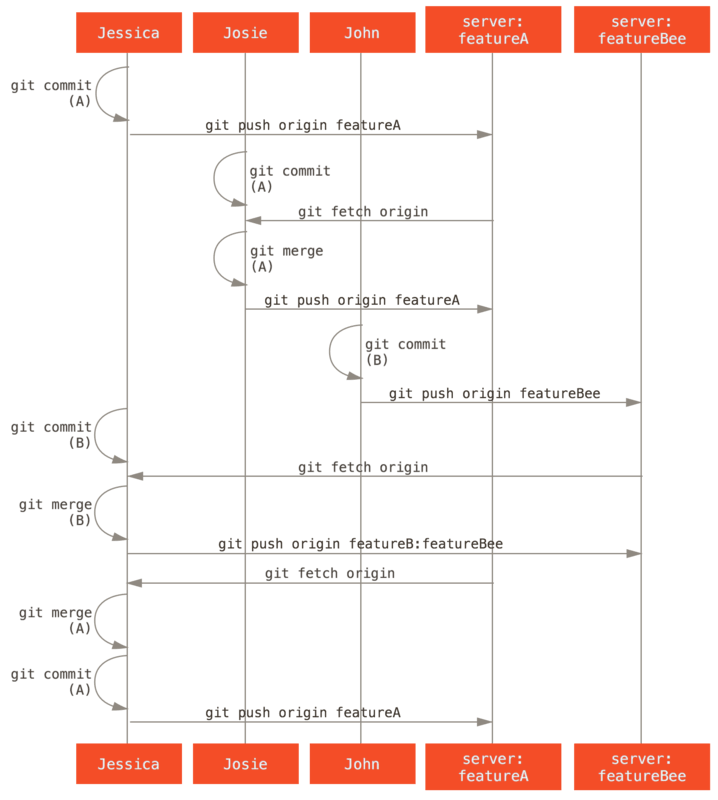 Jessica
Josie
John
server:
featureA
server:
featureBee
git commit
(A)
git push origin featureA
git commit
(A)
git fetch origin
git merge
(A)
git push origin featureA
git commit
(B)
git push origin featureBee
git commit
(B)
git fetch origin
git merge
(B)
git push origin featureB:featureBee
git fetch origin
git merge
(A)
git commit
(A)
git push origin featureA
Jessica
Josie
John
server:
featureA
server:
featureBee